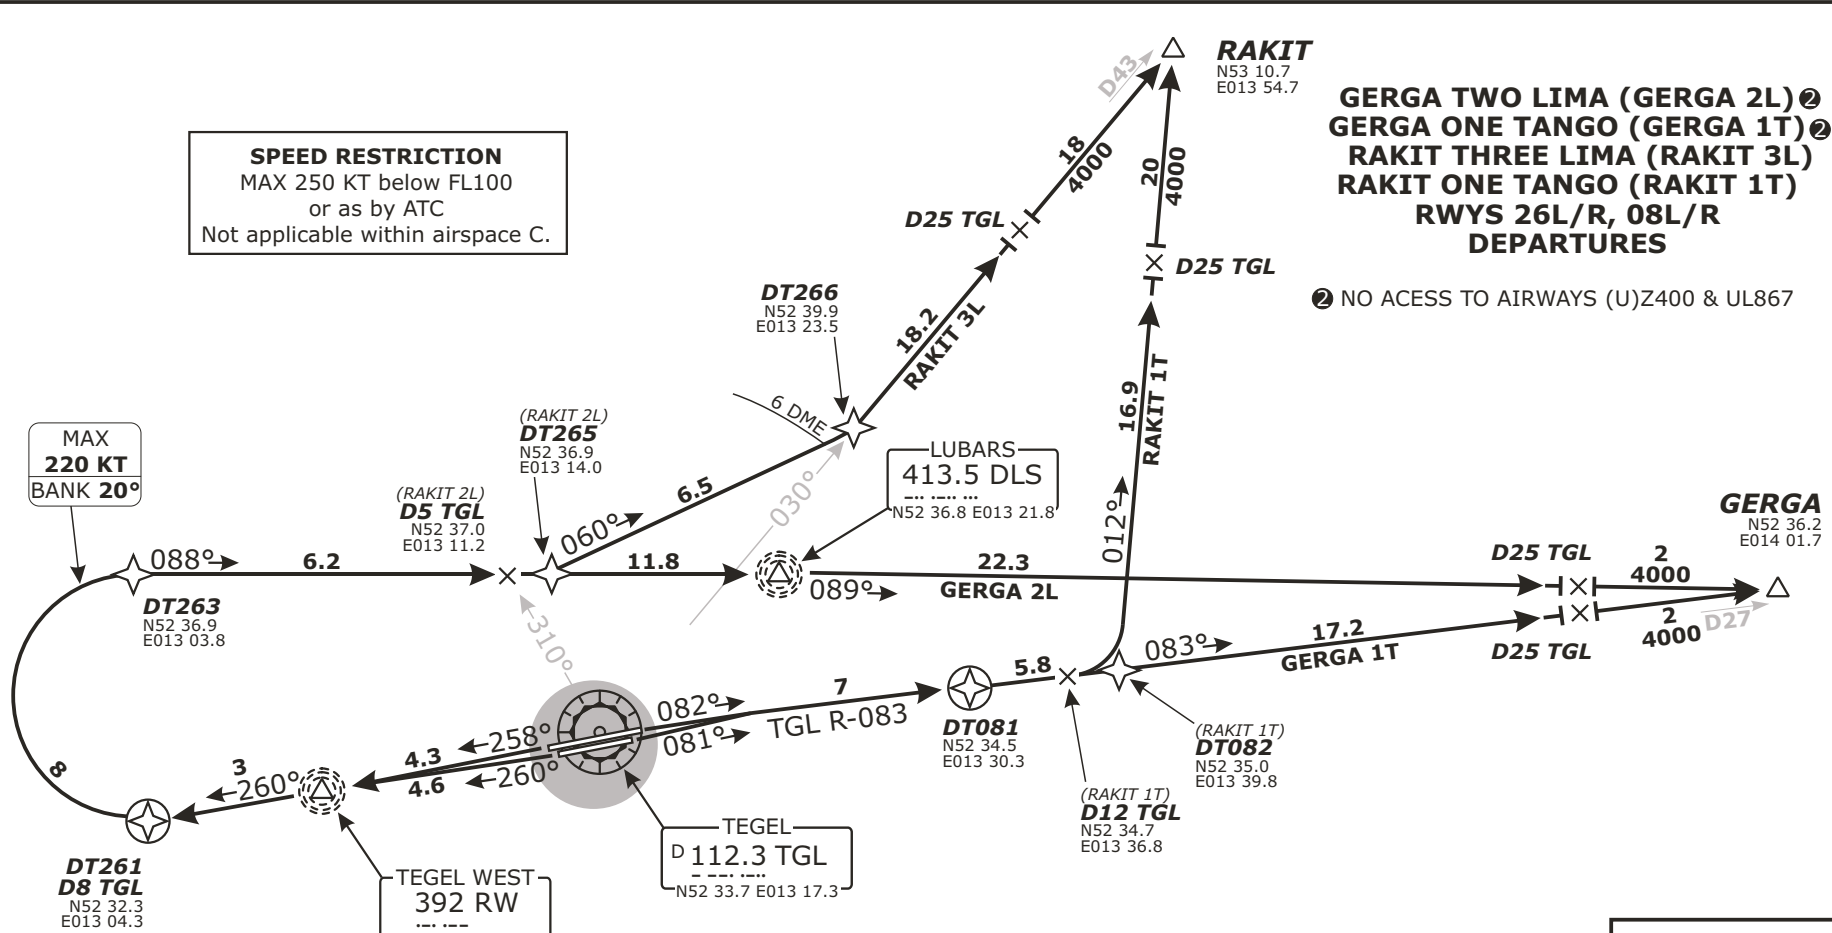 RAKIT
N53 10.7
E013 54.7
D43
GERGA TWO LIMA (GERGA 2L)❷
GERGA ONE TANGO (GERGA 1T)❷
RAKIT THREE LIMA (RAKIT 3L)
RAKIT ONE TANGO (RAKIT 1T)
RWYS 26L/R, 08L/R
DEPARTURES
❷ NO ACESS TO AIRWAYS (U)Z400 & UL867
SPEED RESTRICTION
MAX 250 KT below FL100
or as by ATC
Not applicable within airspace C.
18
4000
20
4000
D25 TGL
D25 TGL
DT266
N52 39.9
E013 23.5
18.2
RAKIT 3L
16.9
RAKIT 1T
012°
6 DME
030°
MAX
220 KT
BANK 20°
(RAKIT 2L)
DT265
N52 36.9
E013 14.0
(RAKIT 2L)
D5 TGL
N52 37.0
E013 11.2
LUBARS
413.5 DLS
N52 36.8 E013 21.8
GERGA
N52 36.2
E014 01.7
060°
6.5
088°
6.2
11.8
089°
22.3
GERGA 2L
D25 TGL
2
4000
DT263
N52 36.9
E013 03.8
310°
083°
17.2
GERGA 1T
D25 TGL
2
4000
D27
258°
260°
4.3
4.6
082°
081°
7
TGL R-083
5.8
DT081
N52 34.5
E013 30.3
(RAKIT 1T)
DT082
N52 35.0
E013 39.8
(RAKIT 1T)
D12 TGL
N52 34.7
E013 36.8
8
3
260°
DT261
D8 TGL
N52 32.3
E013 04.3
TEGEL WEST
392 RW
TEGEL
D 112.3 TGL
N52 33.7 E013 17.3